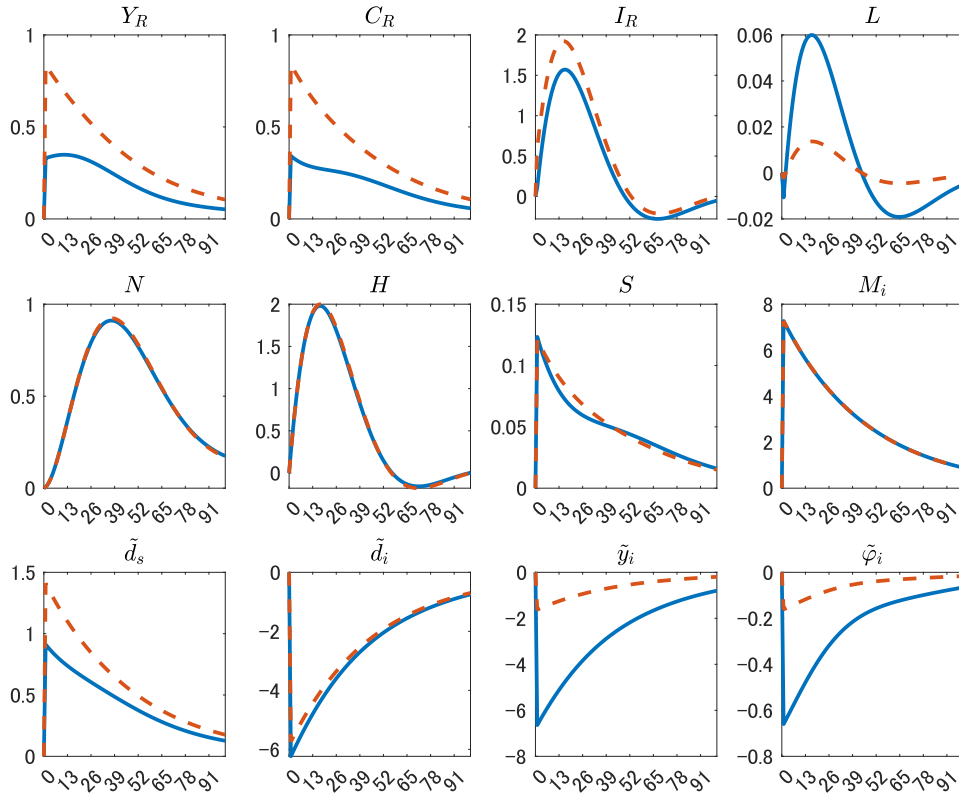 Y_R C_R I_R L
1 1 2 0.06
1.5 0.04
0.5 0.5 1 0.02
0.5 0
0 0 0 −0.02
0 13 26 39 52 65 78 91 0 13 26 39 52 65 78 91 0 13 26 39 52 65 78 91 0 13 26 39 52 65 78 91
N H S M_i
1 2 0.15 8
1.5 0.1 6
0.5 1 4
0.5 0.05 2
0 0 0 0
0 13 26 39 52 65 78 91 0 13 26 39 52 65 78 91 0 13 26 39 52 65 78 91 0 13 26 39 52 65 78 91
d̃_s d̃_i ỹ_i φ̃_i
1.5 0 0 0
1 −2 −2 −0.2
0.5 −4 −4 −0.4
−6 −6 −0.6
0 −8 −0.8
0 13 26 39 52 65 78 91 0 13 26 39 52 65 78 91 0 13 26 39 52 65 78 91 0 13 26 39 52 65 78 91